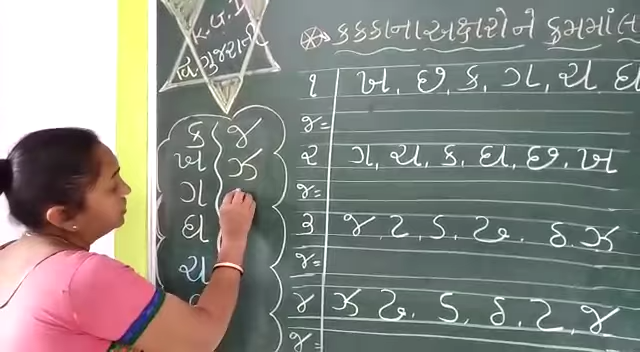 ધો.૧
વિ ગુજરાતી
કક્કાના અક્ષરોને ક્રમમાં લ
૧ ખ, છ, ક, ગ, ચ, ઘ
જ =
૨ ગ, ચ, ક, ઘ, છ, ખ
જ =
૩ જ, ટ, ડ, ઢ, ઠ, ઝ
જ =
૪ ઝ, ઢ, ડ, ઠ, ટ, જ
જ =
ક જ
ખ ઝ
ગ
ઘ
ચ